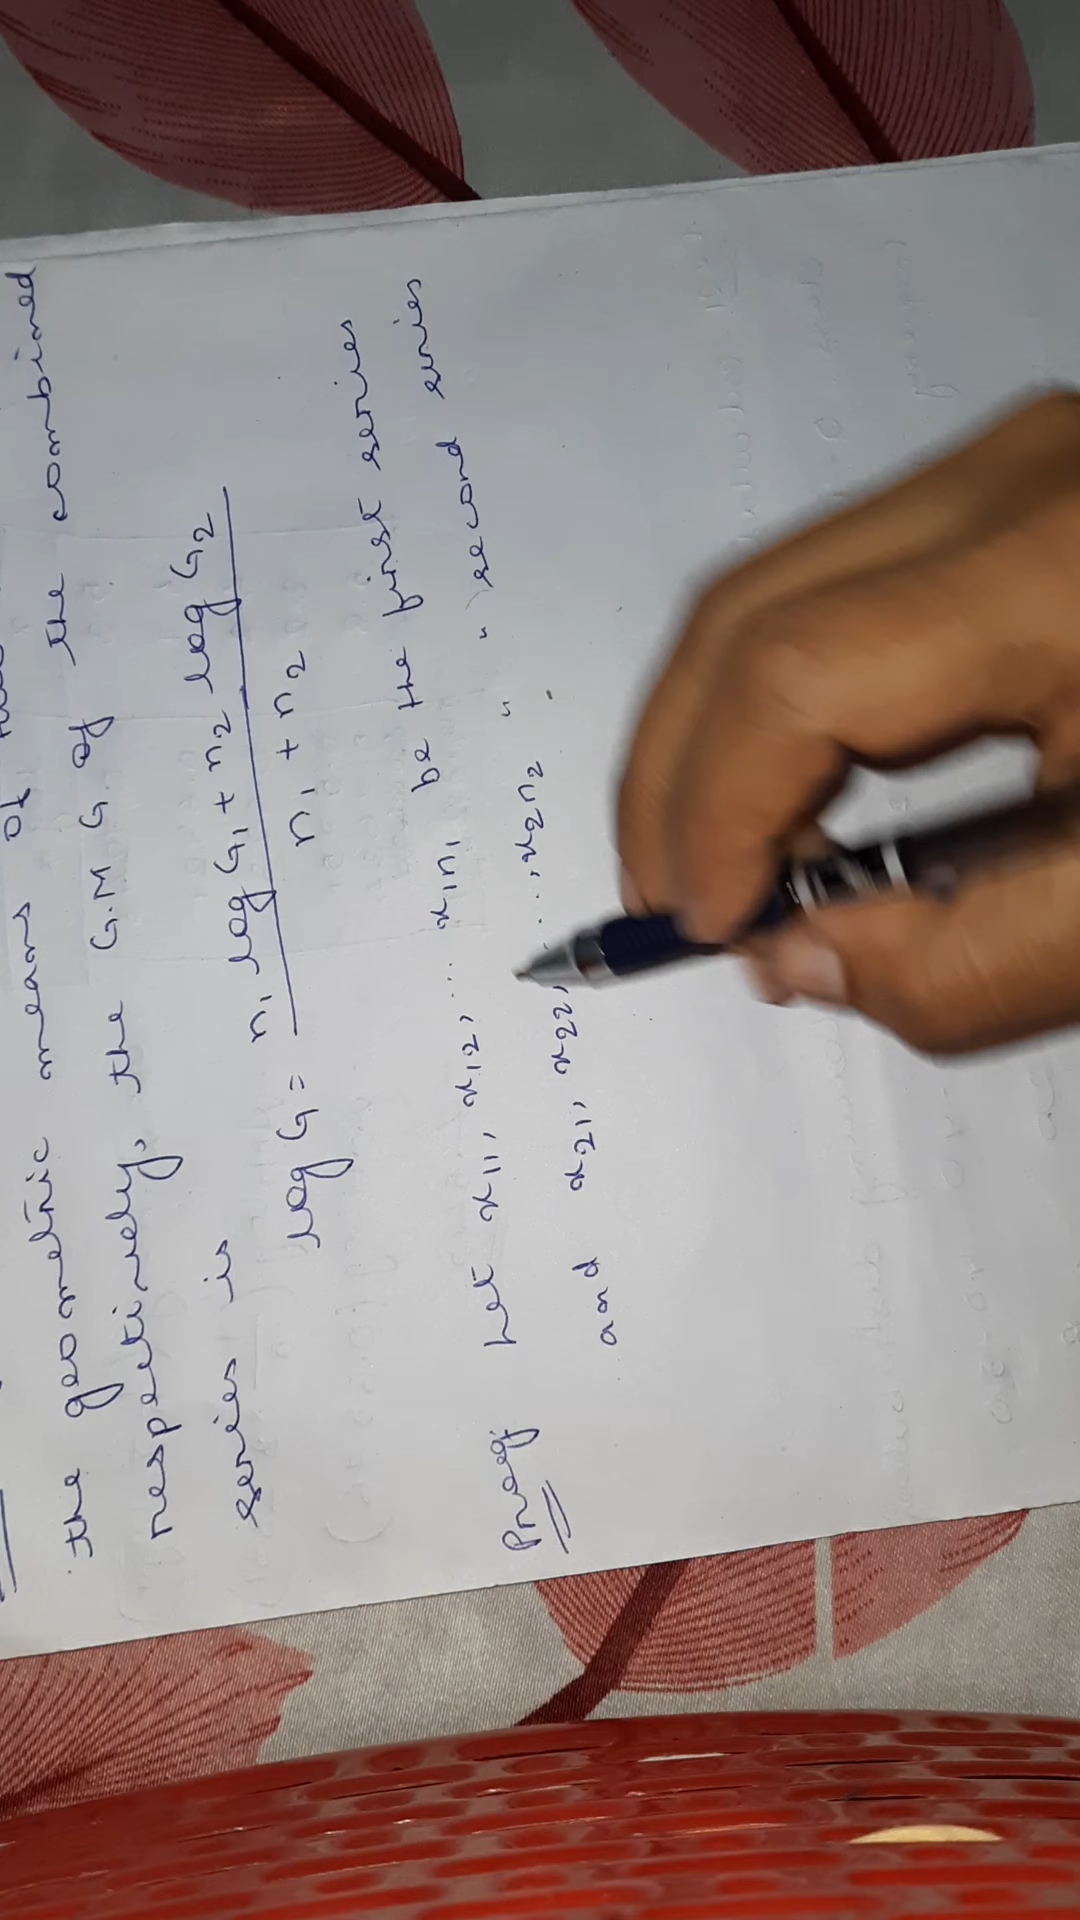 the geometric means of
respectively, the G.M G of the combined
series is
log G = n₁ log G₁ + n₂ log G₂
n₁ + n₂
Proof Let x₁₁, x₁₂, ... x₁n₁ be the first series
and x₂₁, x₂₂, ..., x₂n₂ " " second series